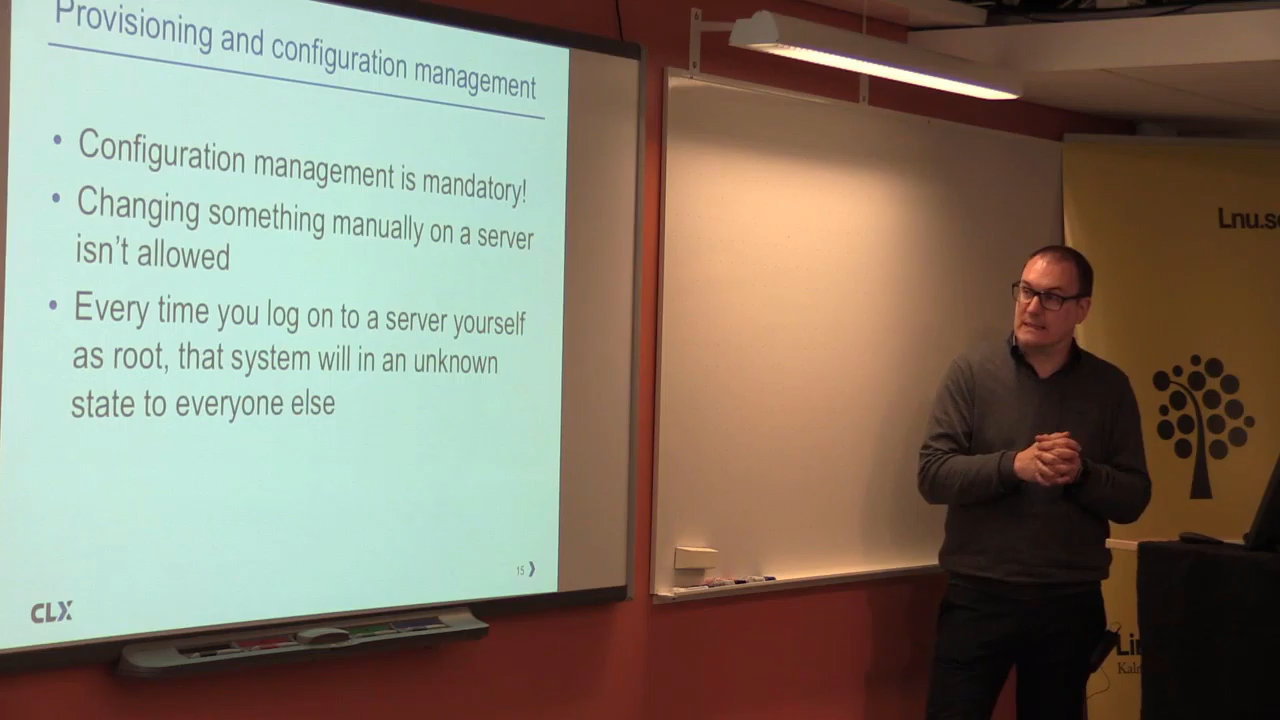 Provisioning and configuration management
• Configuration management is mandatory!
• Changing something manually on a server
isn't allowed
• Every time you log on to a server yourself
as root, that system will in an unknown
state to everyone else
15
CLX
Lnu.s
Li
Kal